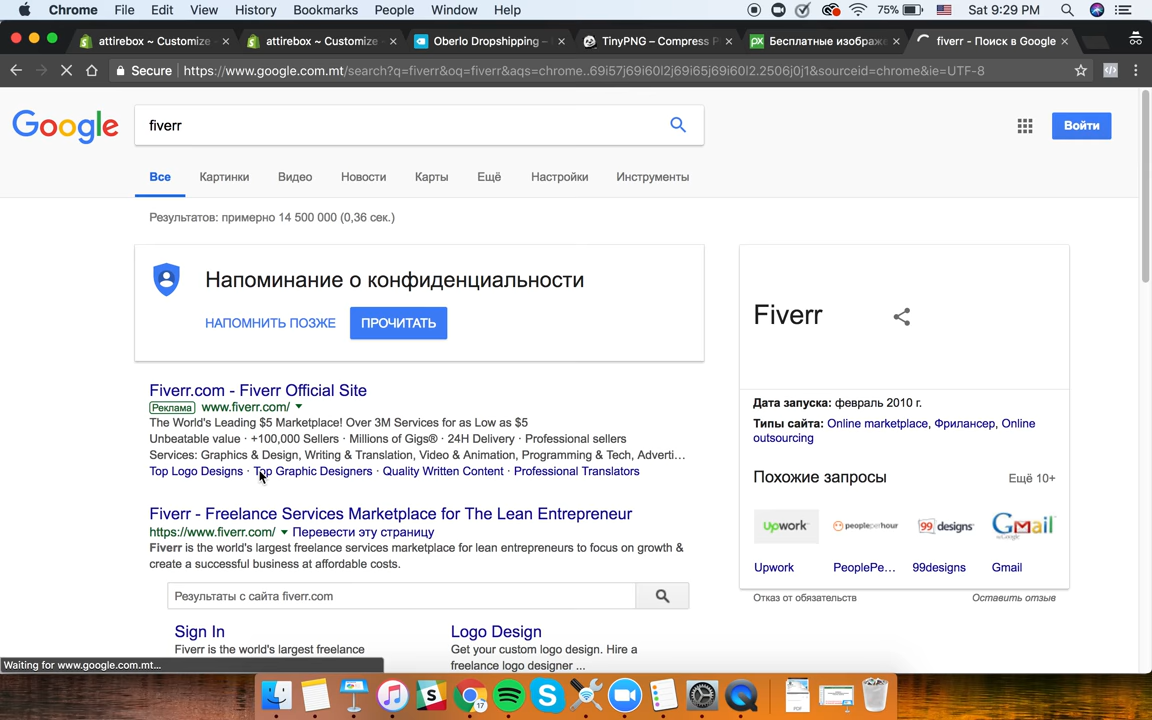 Chrome File Edit View History Bookmarks People Window Help 75% Sat 9:29 PM
attirebox ~ Customize × attirebox ~ Customize × Oberlo Dropshipping – × TinyPNG – Compress P × Бесплатные изображе × fiverr - Поиск в Google ×
Secure https://www.google.com.mt/search?q=fiverr&oq=fiverr&aqs=chrome..69i57j69i60l2j69i65j69i60l2.2506j0j1&sourceid=chrome&ie=UTF-8
Google fiverr Войти
Все Картинки Видео Новости Карты Ещё Настройки Инструменты
Результатов: примерно 14 500 000 (0,36 сек.)
Напоминание о конфиденциальности
НАПОМНИТЬ ПОЗЖЕ ПРОЧИТАТЬ
Fiverr.com - Fiverr Official Site
Реклама www.fiverr.com/
The World's Leading $5 Marketplace! Over 3M Services for as Low as $5
Unbeatable value · +100,000 Sellers · Millions of Gigs® · 24H Delivery · Professional sellers
Services: Graphics & Design, Writing & Translation, Video & Animation, Programming & Tech, Adverti...
Top Logo Designs · Top Graphic Designers · Quality Written Content · Professional Translators
Fiverr - Freelance Services Marketplace for The Lean Entrepreneur
https://www.fiverr.com/ Перевести эту страницу
Fiverr is the world's largest freelance services marketplace for lean entrepreneurs to focus on growth &
create a successful business at affordable costs.
Результаты с сайта fiverr.com
Sign In
Fiverr is the world's largest freelance
Logo Design
Get your custom logo design. Hire a
freelance logo designer ...
Fiverr
Дата запуска: февраль 2010 г.
Типы сайта: Online marketplace, Фрилансер, Online
outsourcing
Похожие запросы Ещё 10+
upwork peopleperhour 99designs Gmail
by Google
Upwork PeoplePe... 99designs Gmail
Отказ от обязательств Оставить отзыв
Waiting for www.google.com.mt...
17